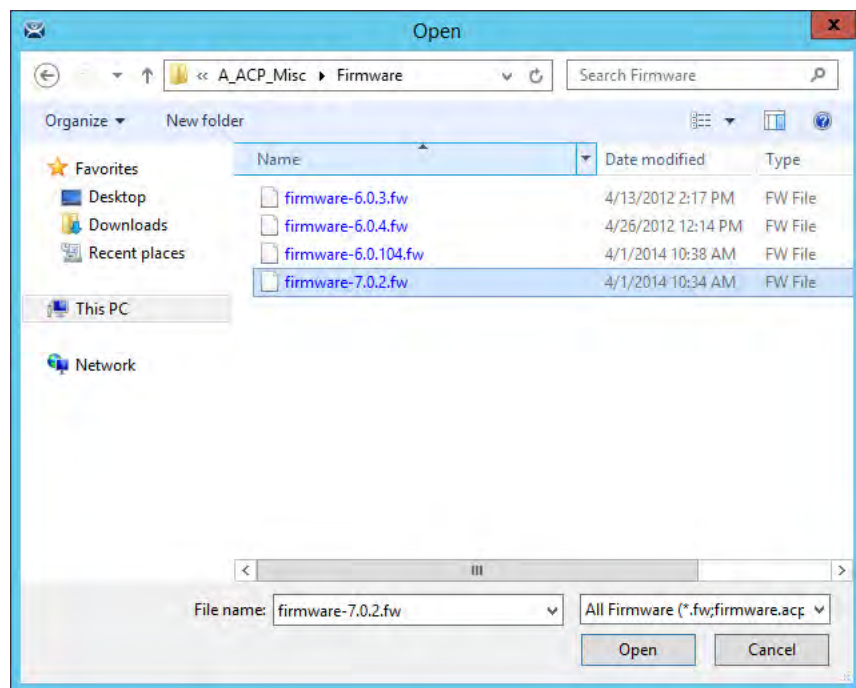 Open
x
« A_ACP_Misc Firmware
Search Firmware
Organize New folder
Favorites
Desktop
Downloads
Recent places
This PC
Network
Name Date modified Type
firmware-6.0.3.fw 4/13/2012 2:17 PM FW File
firmware-6.0.4.fw 4/26/2012 12:14 PM FW File
firmware-6.0.104.fw 4/1/2014 10:38 AM FW File
firmware-7.0.2.fw 4/1/2014 10:34 AM FW File
File name: firmware-7.0.2.fw All Firmware (*.fw;firmware.acp
Open Cancel